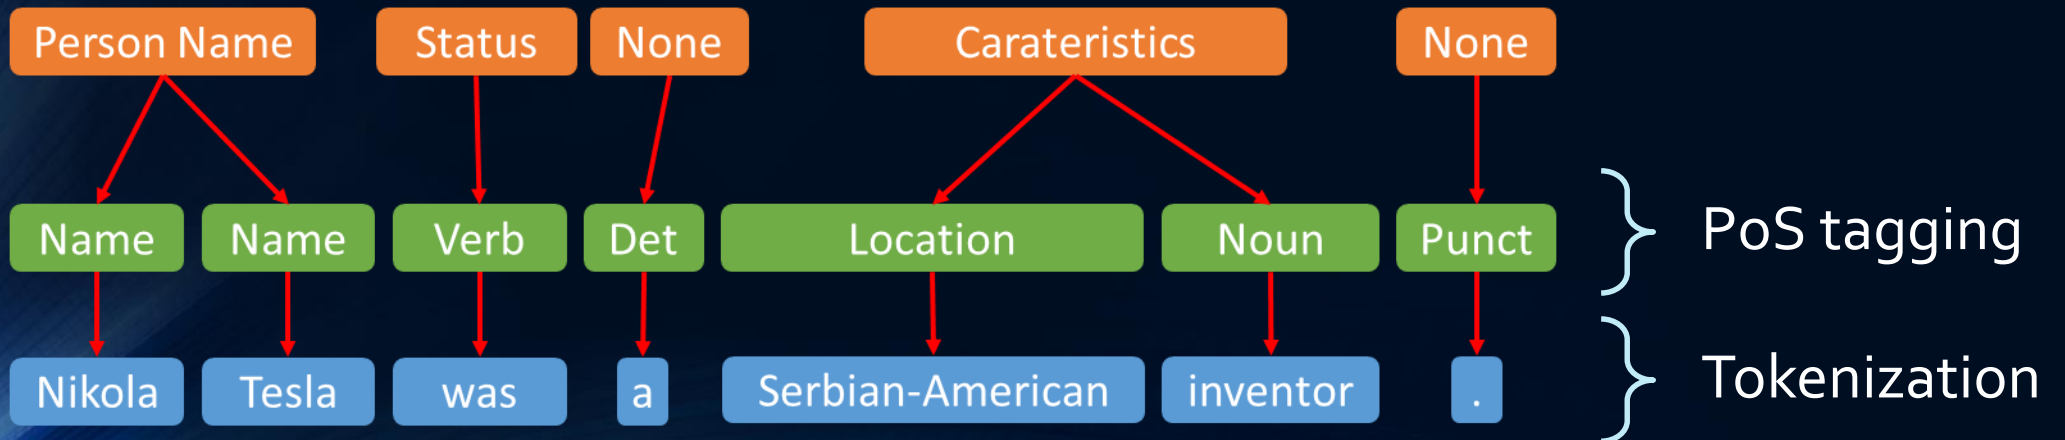 Person Name Status None Carateristics None
Name Name Verb Det Location Noun Punct PoS tagging
Nikola Tesla was a Serbian-American inventor . Tokenization